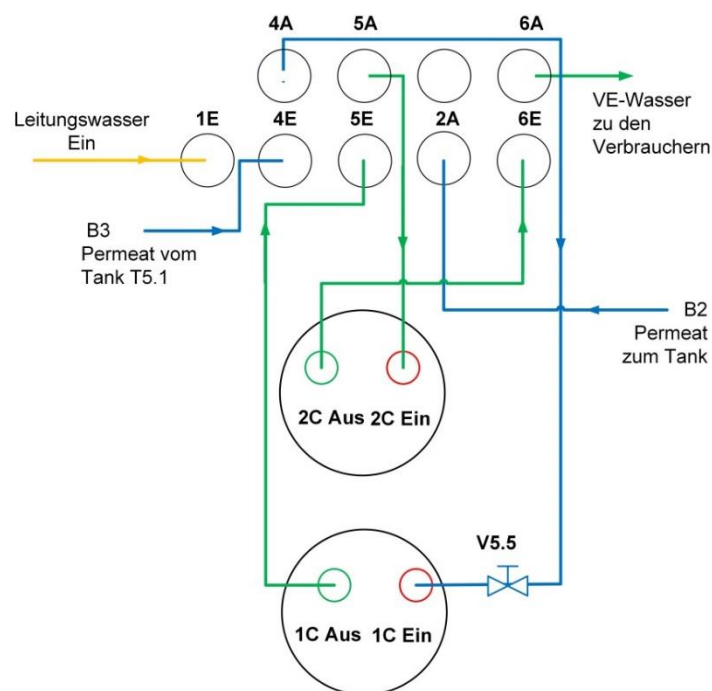 4A
5A
6A
VE-Wasser
zu den
Verbrauchern
Leitungswasser
Ein
1E
4E
5E
2A
6E
B3
Permeat vom
Tank T5.1
B2
Permeat
zum Tank
2C Aus 2C Ein
V5.5
1C Aus 1C Ein